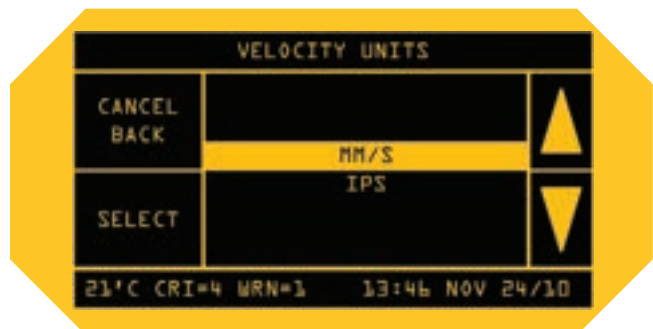 VELOCITY UNITS
CANCEL
BACK
MM/S
IPS
SELECT
21'C CRI=4 WRN=1 13:46 NOV 24/10